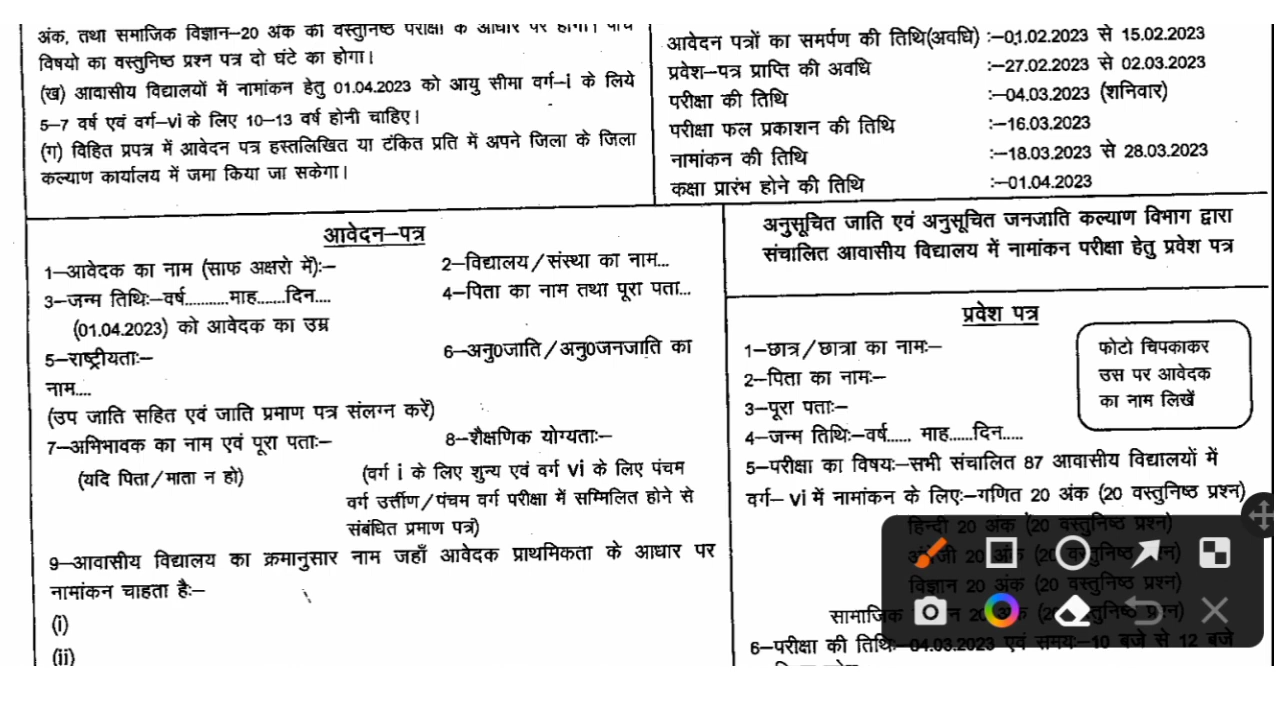 अंक, तथा समाजिक विज्ञान–20 अंक की वस्तुनिष्ठ परीक्षा के आधार पर होगी। पांच
विषयो का वस्तुनिष्ठ प्रश्न पत्र दो घंटे का होगा।
(ख) आवासीय विद्यालयों में नामांकन हेतु 01.04.2023 को आयु सीमा वर्ग–i के लिये
5–7 वर्ष एवं वर्ग–vi के लिए 10–13 वर्ष होनी चाहिए।
(ग) विहित प्रपत्र में आवेदन पत्र हस्तलिखित या टंकित प्रति में अपने जिला के जिला
कल्याण कार्यालय में जमा किया जा सकेगा।
आवेदन पत्रों का समर्पण की तिथि(अवधि) :–01.02.2023 से 15.02.2023
प्रवेश–पत्र प्राप्ति की अवधि :–27.02.2023 से 02.03.2023
परीक्षा की तिथि :–04.03.2023 (शनिवार)
परीक्षा फल प्रकाशन की तिथि :–16.03.2023
नामांकन की तिथि :–18.03.2023 से 28.03.2023
कक्षा प्रारंभ होने की तिथि :–01.04.2023
आवेदन–पत्र
1–आवेदक का नाम (साफ अक्षरो में):– 2–विद्यालय/संस्था का नाम...
3–जन्म तिथिः–वर्ष..........माह......दिन.... 4–पिता का नाम तथा पूरा पता...
(01.04.2023) को आवेदक का उम्र
5–राष्ट्रीयताः– 6–अनु0जाति/अनु0जनजाति का
नाम....
(उप जाति सहित एवं जाति प्रमाण पत्र संलग्न करें)
7–अभिभावक का नाम एवं पूरा पताः– 8–शैक्षणिक योग्यताः–
(यदि पिता/माता न हो) (वर्ग i के लिए शुन्य एवं वर्ग vi के लिए पंचम
वर्ग उर्त्तीण/पंचम वर्ग परीक्षा में सम्मिलित होने से
संबंधित प्रमाण पत्र)
9–आवासीय विद्यालय का क्रमानुसार नाम जहाँ आवेदक प्राथमिकता के आधार पर
नामांकन चाहता हैः–
(i)
(ii)
अनुसूचित जाति एवं अनुसूचित जनजाति कल्याण विभाग द्वारा
संचालित आवासीय विद्यालय में नामांकन परीक्षा हेतु प्रवेश पत्र
प्रवेश पत्र
फोटो चिपकाकर
उस पर आवेदक
का नाम लिखें
1–छात्र/छात्रा का नामः–
2–पिता का नामः–
3–पूरा पताः–
4–जन्म तिथिः–वर्ष...... माह......दिन.....
5–परीक्षा का विषयः–सभी संचालित 87 आवासीय विद्यालयों में
वर्ग– vi में नामांकन के लिएः–गणित 20 अंक (20 वस्तुनिष्ठ प्रश्न)
हिन्दी 20 अंक (20 वस्तुनिष्ठ प्रश्न)
20 अंक (20 वस्तुनिष्ठ प्रश्न)
विज्ञान 20 अंक (20 वस्तुनिष्ठ प्रश्न)
सामाजिक 20 अंक (20 वस्तुनिष्ठ प्रश्न)
6–परीक्षा की तिथिः–04.03.2023 एवं समयः–10 बजे से 12 बजे